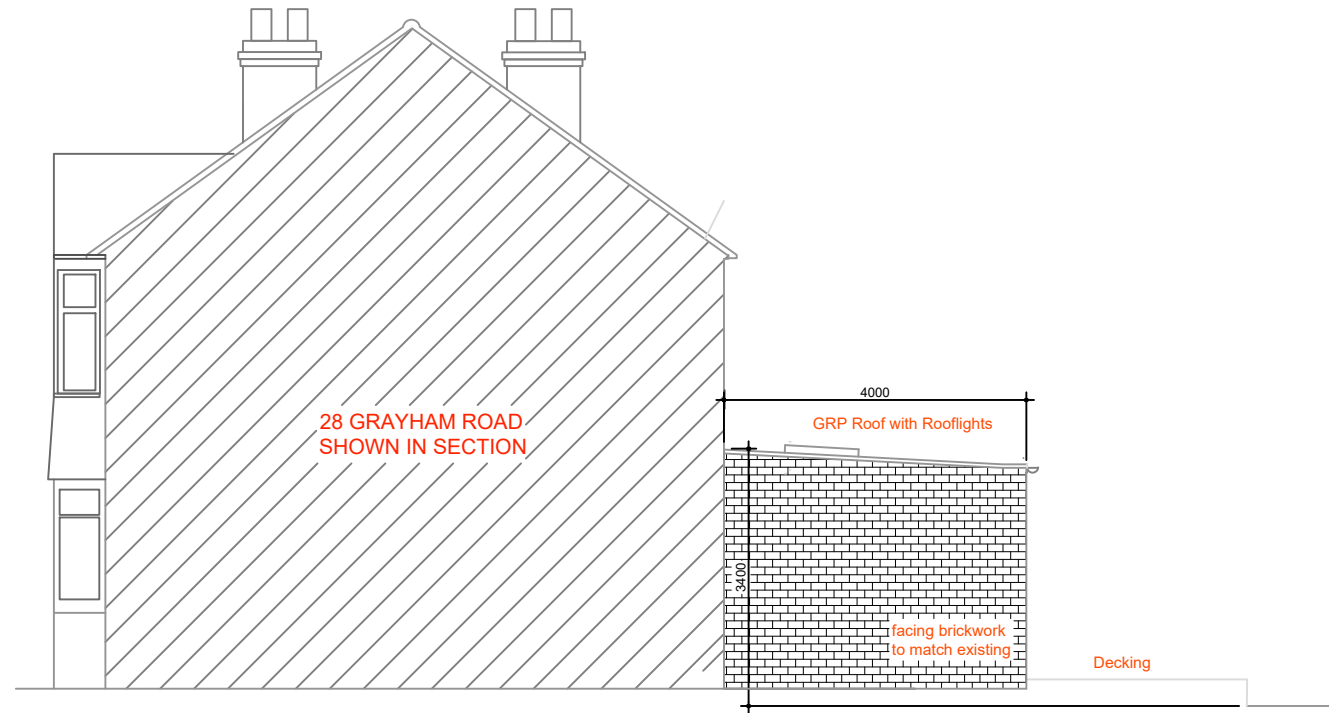 4000
GRP Roof with Rooflights
28 GRAYHAM ROAD
SHOWN IN SECTION
3400
facing brickwork
to match existing
Decking